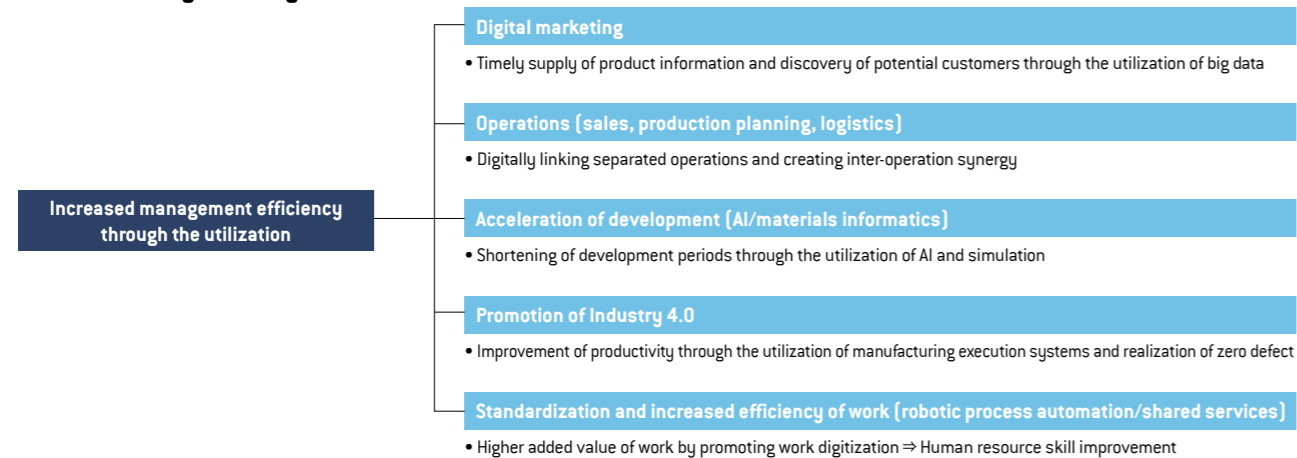 Digital marketing
• Timely supply of product information and discovery of potential customers through the utilization of big data
Operations (sales, production planning, logistics)
• Digitally linking separated operations and creating inter-operation synergy
Increased management efficiency
through the utilization
Acceleration of development (AI/materials informatics)
• Shortening of development periods through the utilization of AI and simulation
Promotion of Industry 4.0
• Improvement of productivity through the utilization of manufacturing execution systems and realization of zero defect
Standardization and increased efficiency of work (robotic process automation/shared services)
• Higher added value of work by promoting work digitization ⇒ Human resource skill improvement